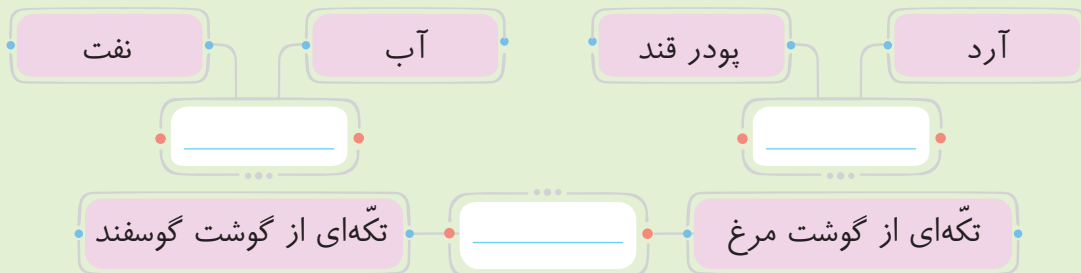 آرد
پودر قند
آب
نفت
تکّه‌ای از گوشت مرغ
تکّه‌ای از گوشت گوسفند